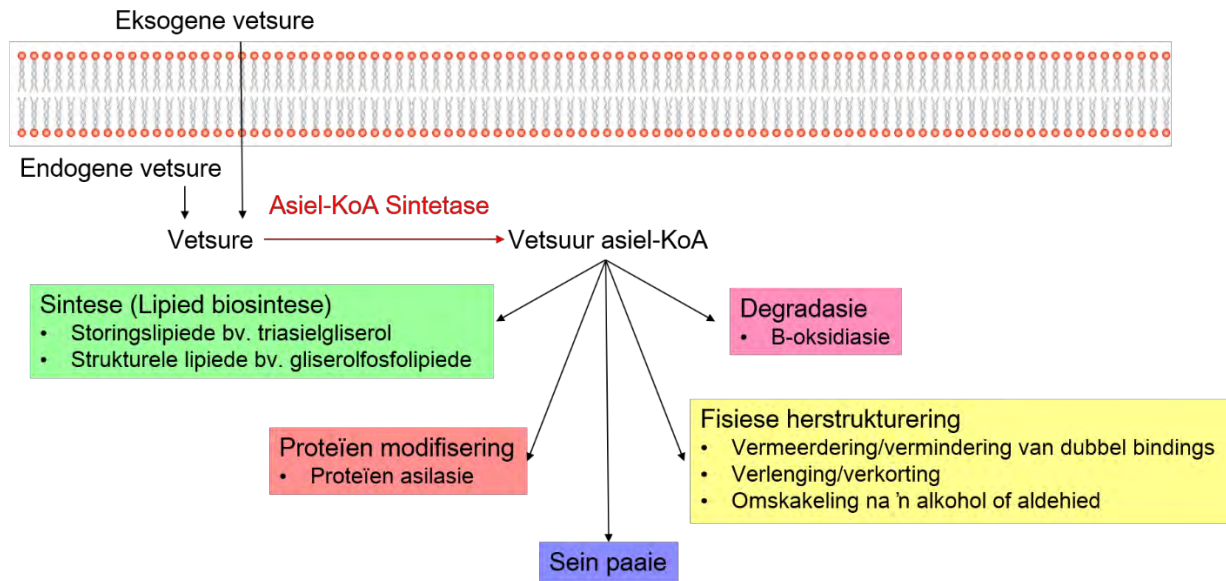 Eksogene vetsure
Endogene vetsure
Asiel-KoA Sintetase
Vetsure
Vetsuur asiel-KoA
Sintese (Lipied biosintese)
• Storingslipiede bv. triasielgliserol
• Strukturele lipiede bv. gliserolfosfolipiede
Degradasie
• B-oksidiasie
Proteïen modifisering
• Proteïen asilasie
Fisiese herstrukturering
• Vermeerdering/vermindering van dubbel bindings
• Verlenging/verkorting
• Omskakeling na 'n alkohol of aldehied
Sein paaie